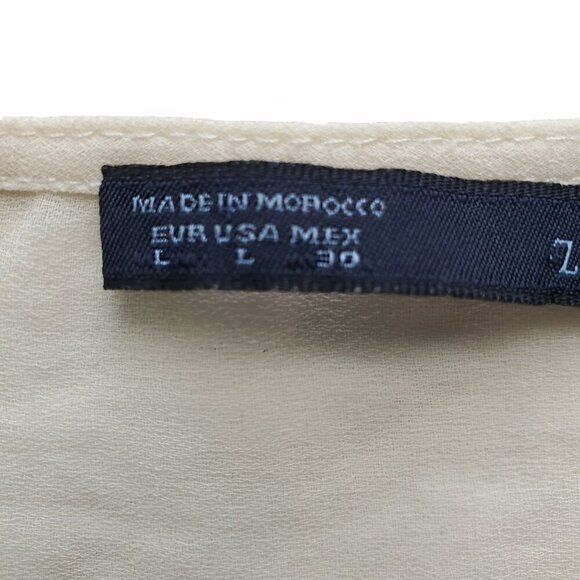 MADE IN MOROCCO
EUR USA MEX
L L 30
Z